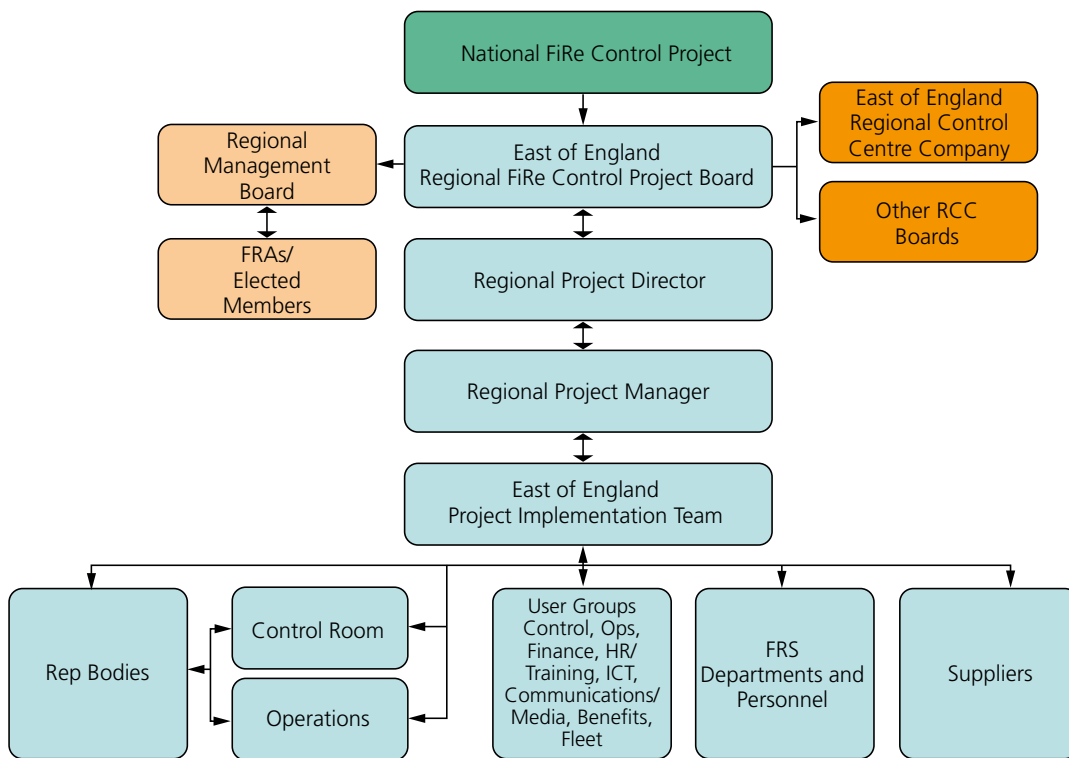 National FiRe Control Project
East of England
Regional Control
Centre Company
Regional
Management
Board
East of England
Regional FiRe Control Project Board
Other RCC
Boards
FRAs/
Elected
Members
Regional Project Director
Regional Project Manager
East of England
Project Implementation Team
Rep Bodies
Control Room
Operations
User Groups
Control, Ops,
Finance, HR/
Training, ICT,
Communications/
Media, Benefits,
Fleet
FRS
Departments and
Personnel
Suppliers